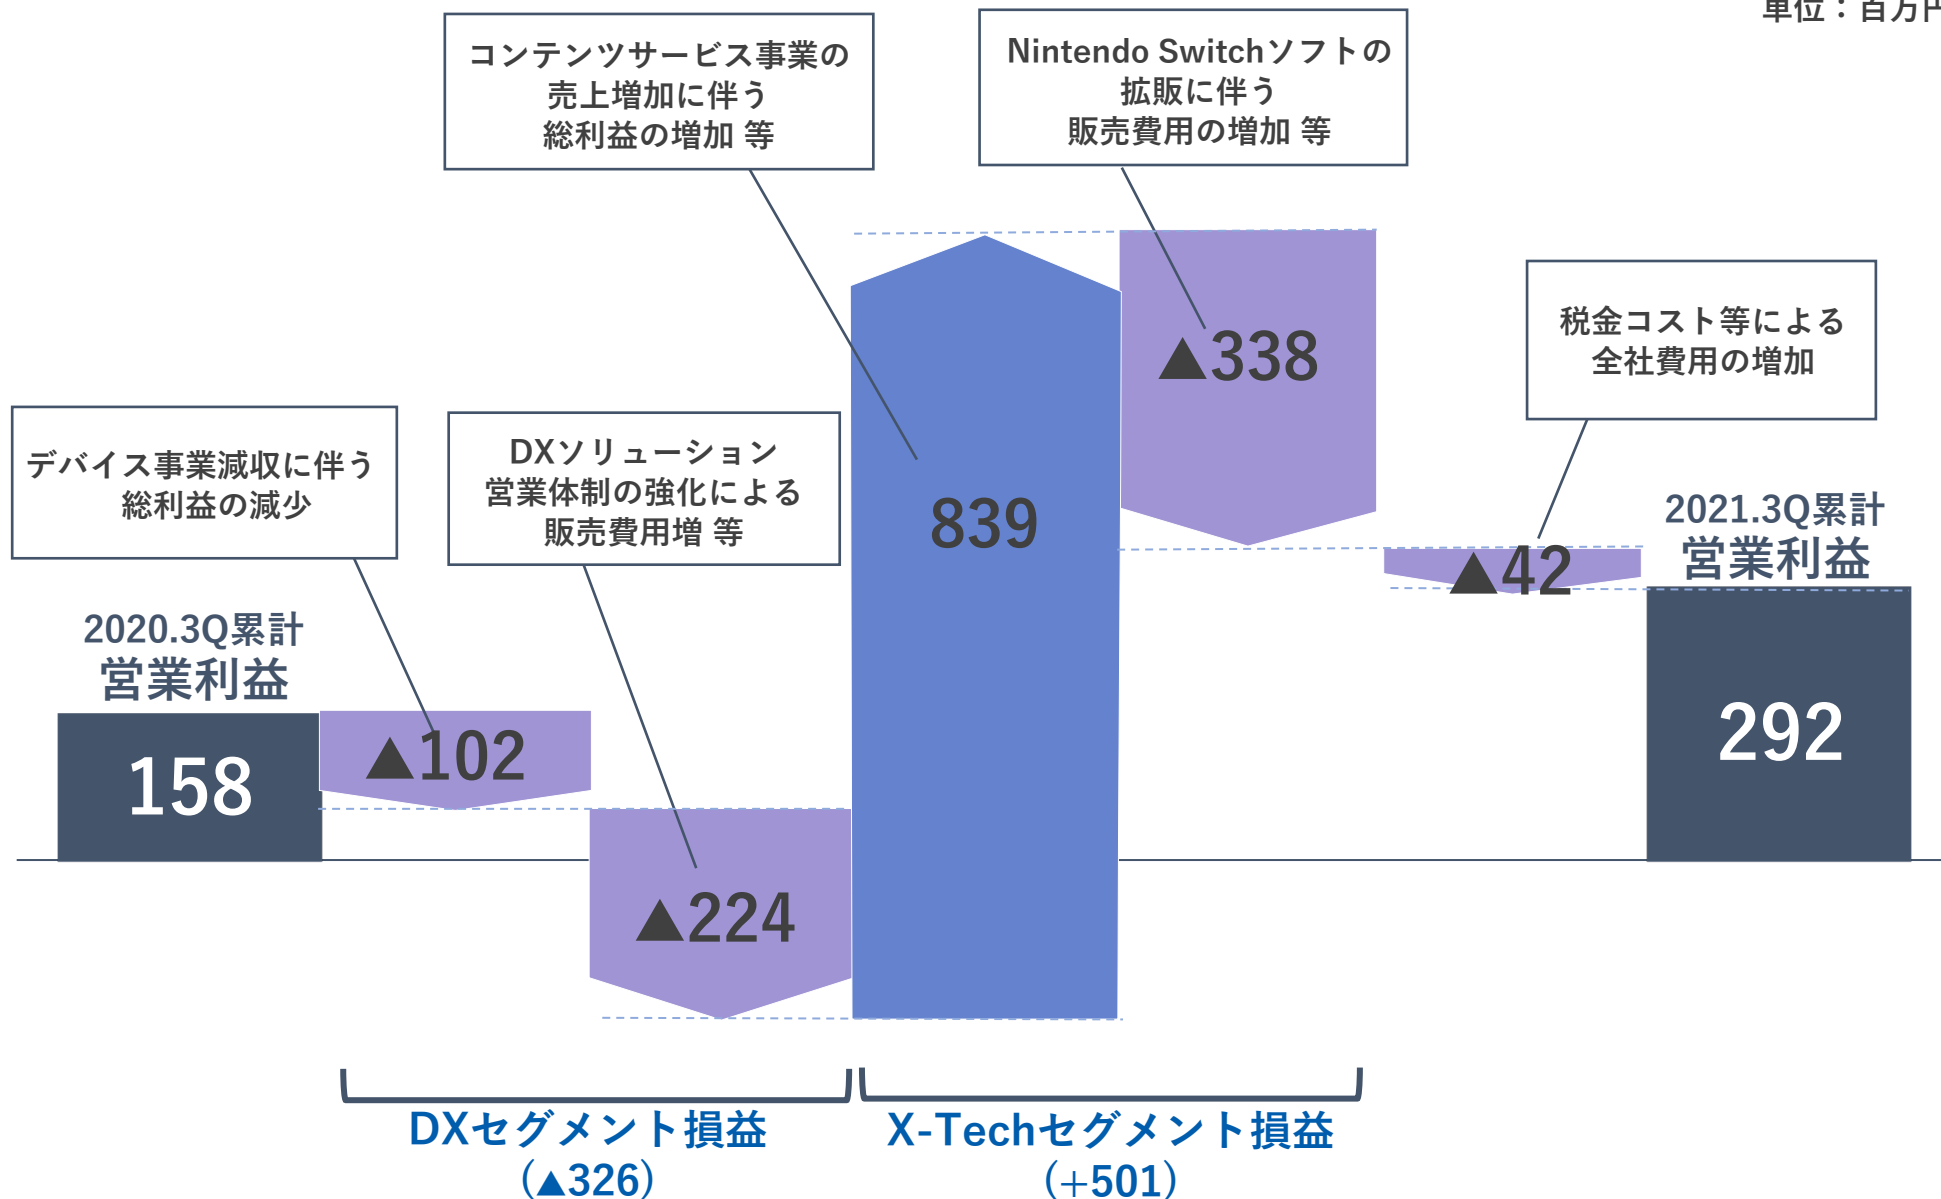 単位：百万円
コンテンツサービス事業の
売上増加に伴う
総利益の増加 等
Nintendo Switchソフトの
拡販に伴う
販売費用の増加 等
税金コスト等による
全社費用の増加
デバイス事業減収に伴う
総利益の減少
DXソリューション
営業体制の強化による
販売費用増 等
2020.3Q累計
営業利益
158
▲102
▲224
839
▲338
▲42
2021.3Q累計
営業利益
292
DXセグメント損益
(▲326)
X-Techセグメント損益
(+501)